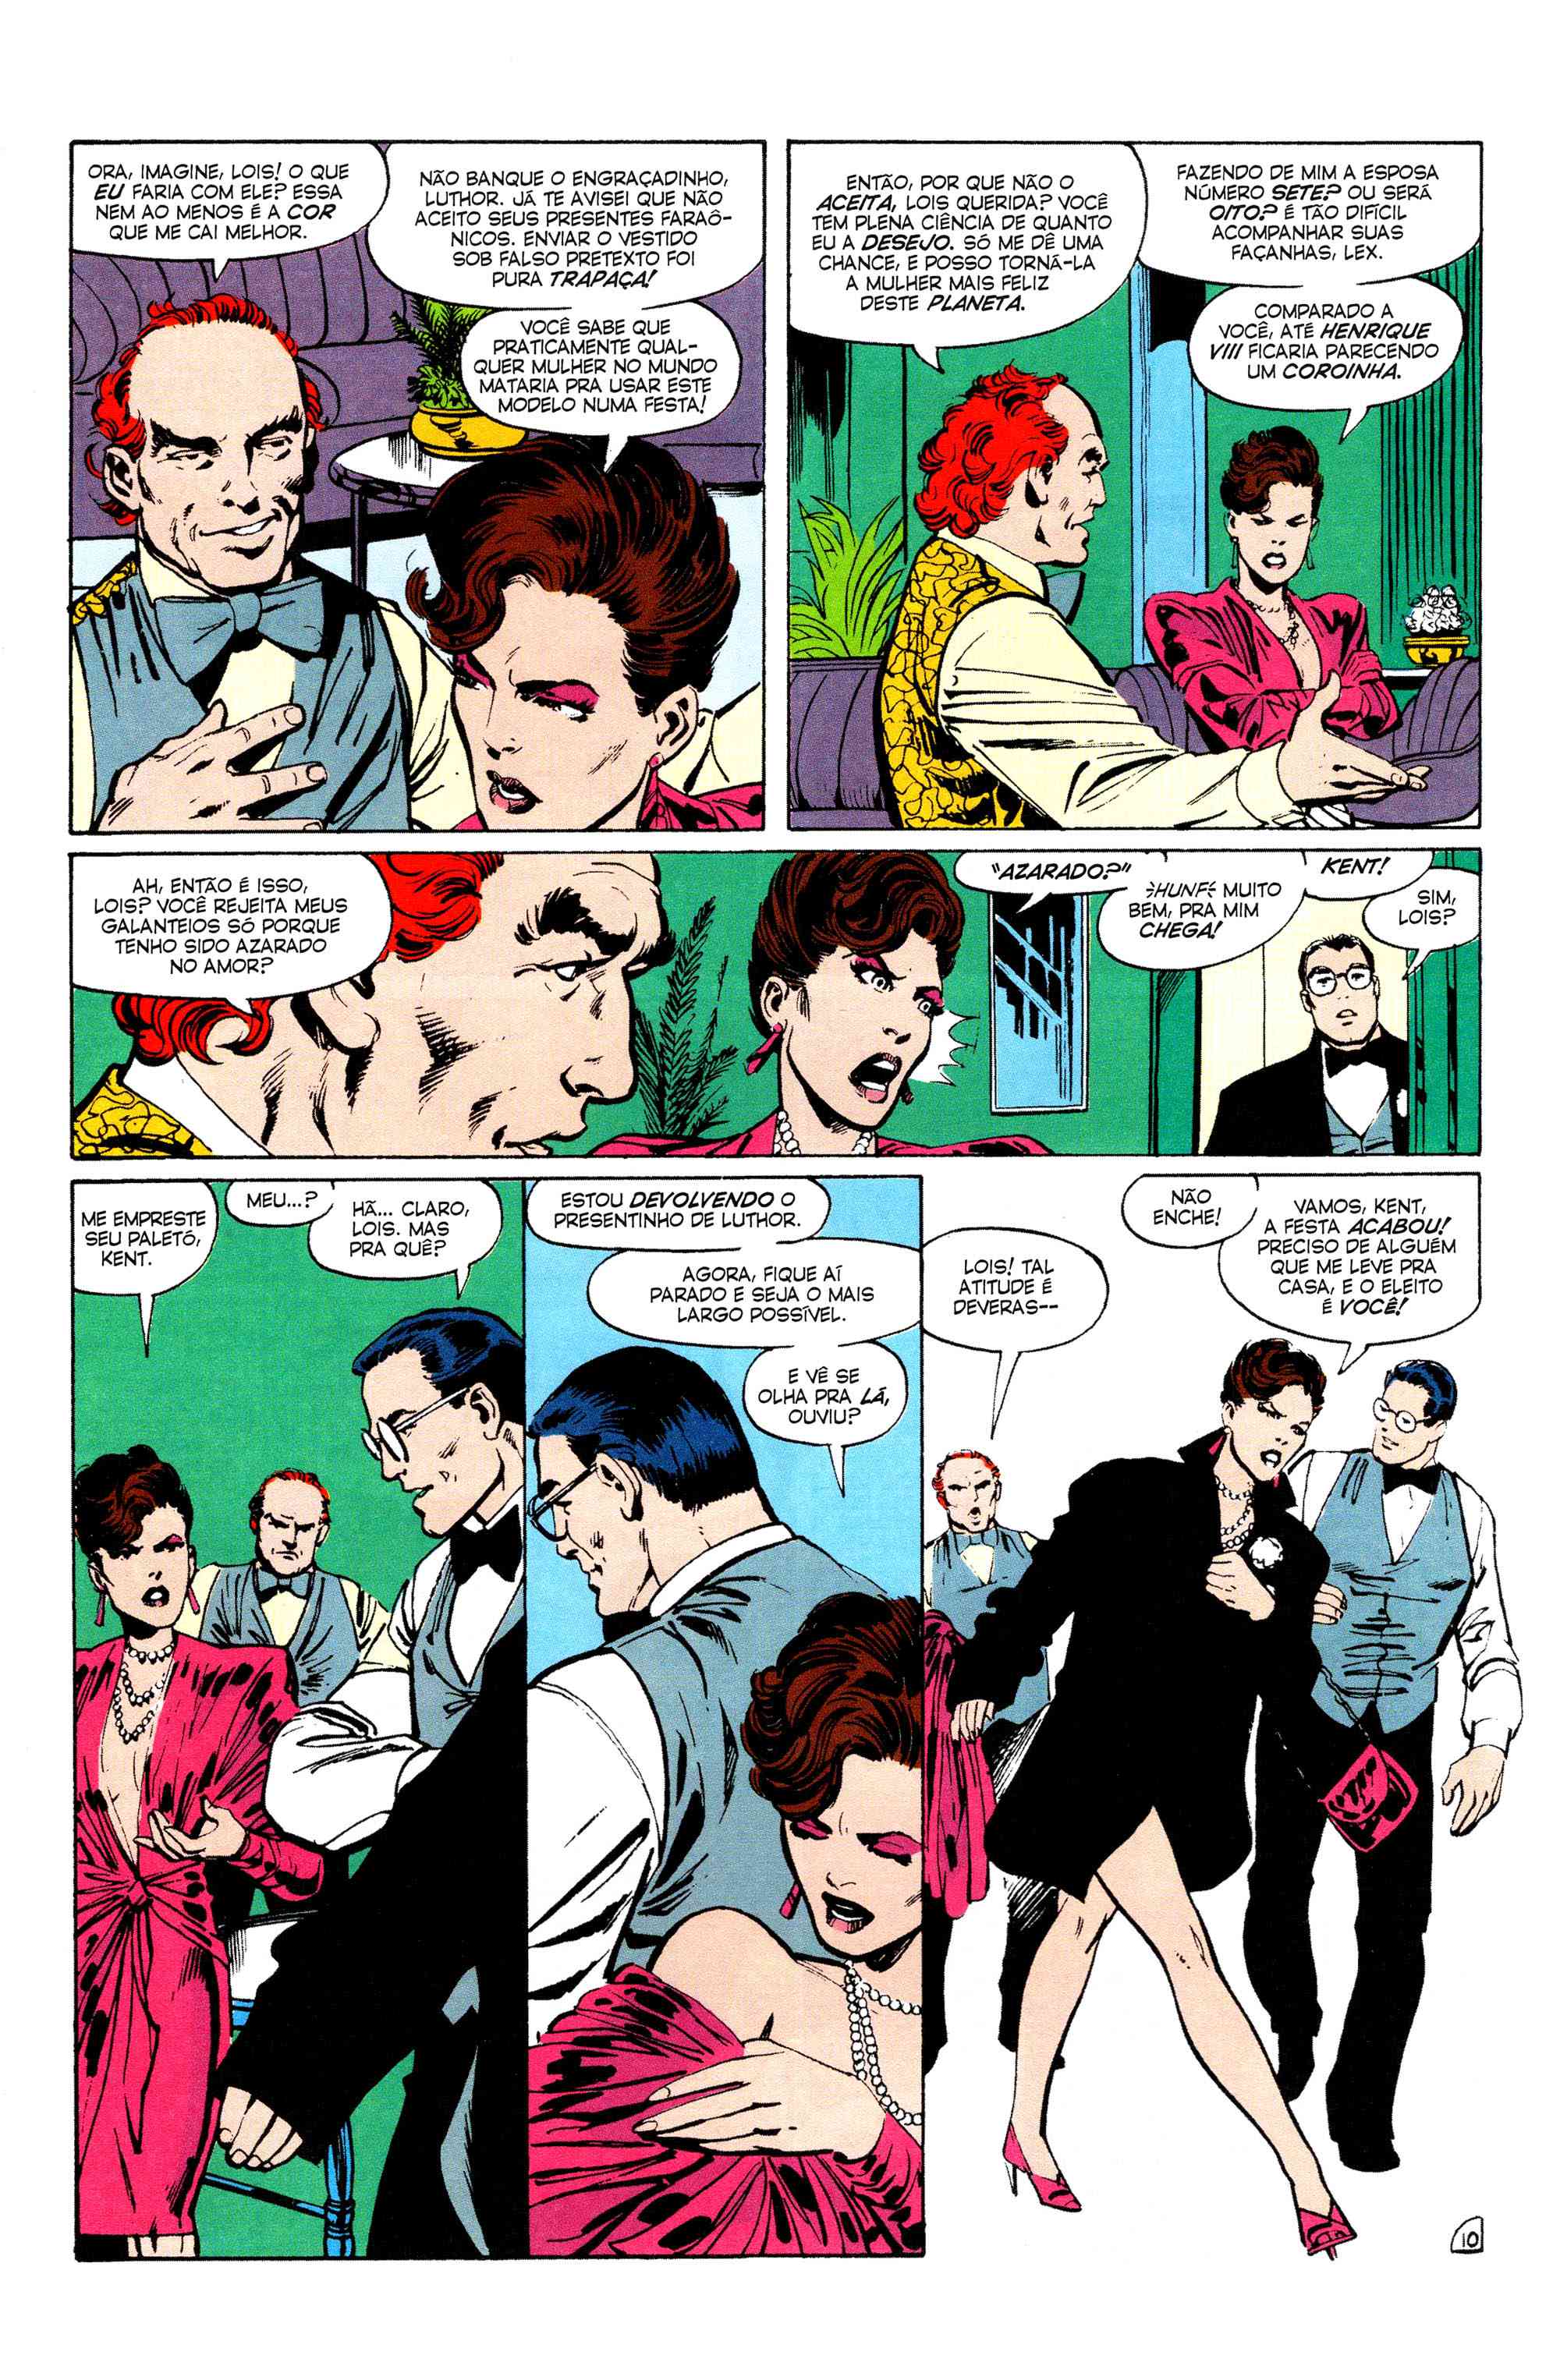 ORA, IMAGINE, LOIS! O QUE
EU FARIA COM ELE? ESSA
NEM AO MENOS É A COR
QUE ME CAI MELHOR.
NÃO BANQUE O ENGRAÇADINHO,
LUTHOR. JÁ TE AVISEI QUE NÃO
ACEITO SEUS PRESENTES FARAÔ-
NICOS. ENVIAR O VESTIDO
SOB FALSO PRETEXTO FOI
PURA TRAPAÇA!
VOCÊ SABE QUE
PRATICAMENTE QUAL-
QUER MULHER NO MUNDO
MATARIA PRA USAR ESTE
MODELO NUMA FESTA!
ENTÃO, POR QUE NÃO O
ACEITA, LOIS QUERIDA? VOCÊ
TEM PLENA CIÊNCIA DE QUANTO
EU A DESEJO. SÓ ME DÊ UMA
CHANCE, E POSSO TORNÁ-LA
A MULHER MAIS FELIZ
DESTE PLANETA.
FAZENDO DE MIM A ESPOSA
NÚMERO SETE? OU SERÁ
OITO? É TÃO DIFÍCIL
ACOMPANHAR SUAS
FAÇANHAS, LEX.
COMPARADO A
VOCÊ, ATÉ HENRIQUE
VIII FICARIA PARECENDO
UM COROINHA.
AH, ENTÃO É ISSO,
LOIS? VOCÊ REJEITA MEUS
GALANTEIOS SÓ PORQUE
TENHO SIDO AZARADO
NO AMOR?
"AZARADO?"
HUNF MUITO
BEM, PRA MIM
CHEGA!
KENT!
SIM,
LOIS?
ME EMPRESTE
SEU PALETÓ,
KENT.
MEU...?
HÃ... CLARO,
LOIS. MAS
PRA QUÊ?
ESTOU DEVOLVENDO O
PRESENTINHO DE LUTHOR.
AGORA, FIQUE AÍ
PARADO E SEJA O MAIS
LARGO POSSÍVEL.
E VÊ SE
OLHA PRA LÁ,
OUVIU?
LOIS! TAL
ATITUDE É
DEVERAS--
NÃO
ENCHE!
VAMOS, KENT,
A FESTA ACABOU!
PRECISO DE ALGUÉM
QUE ME LEVE PRA
CASA, E O ELEITO
É VOCÊ!
10